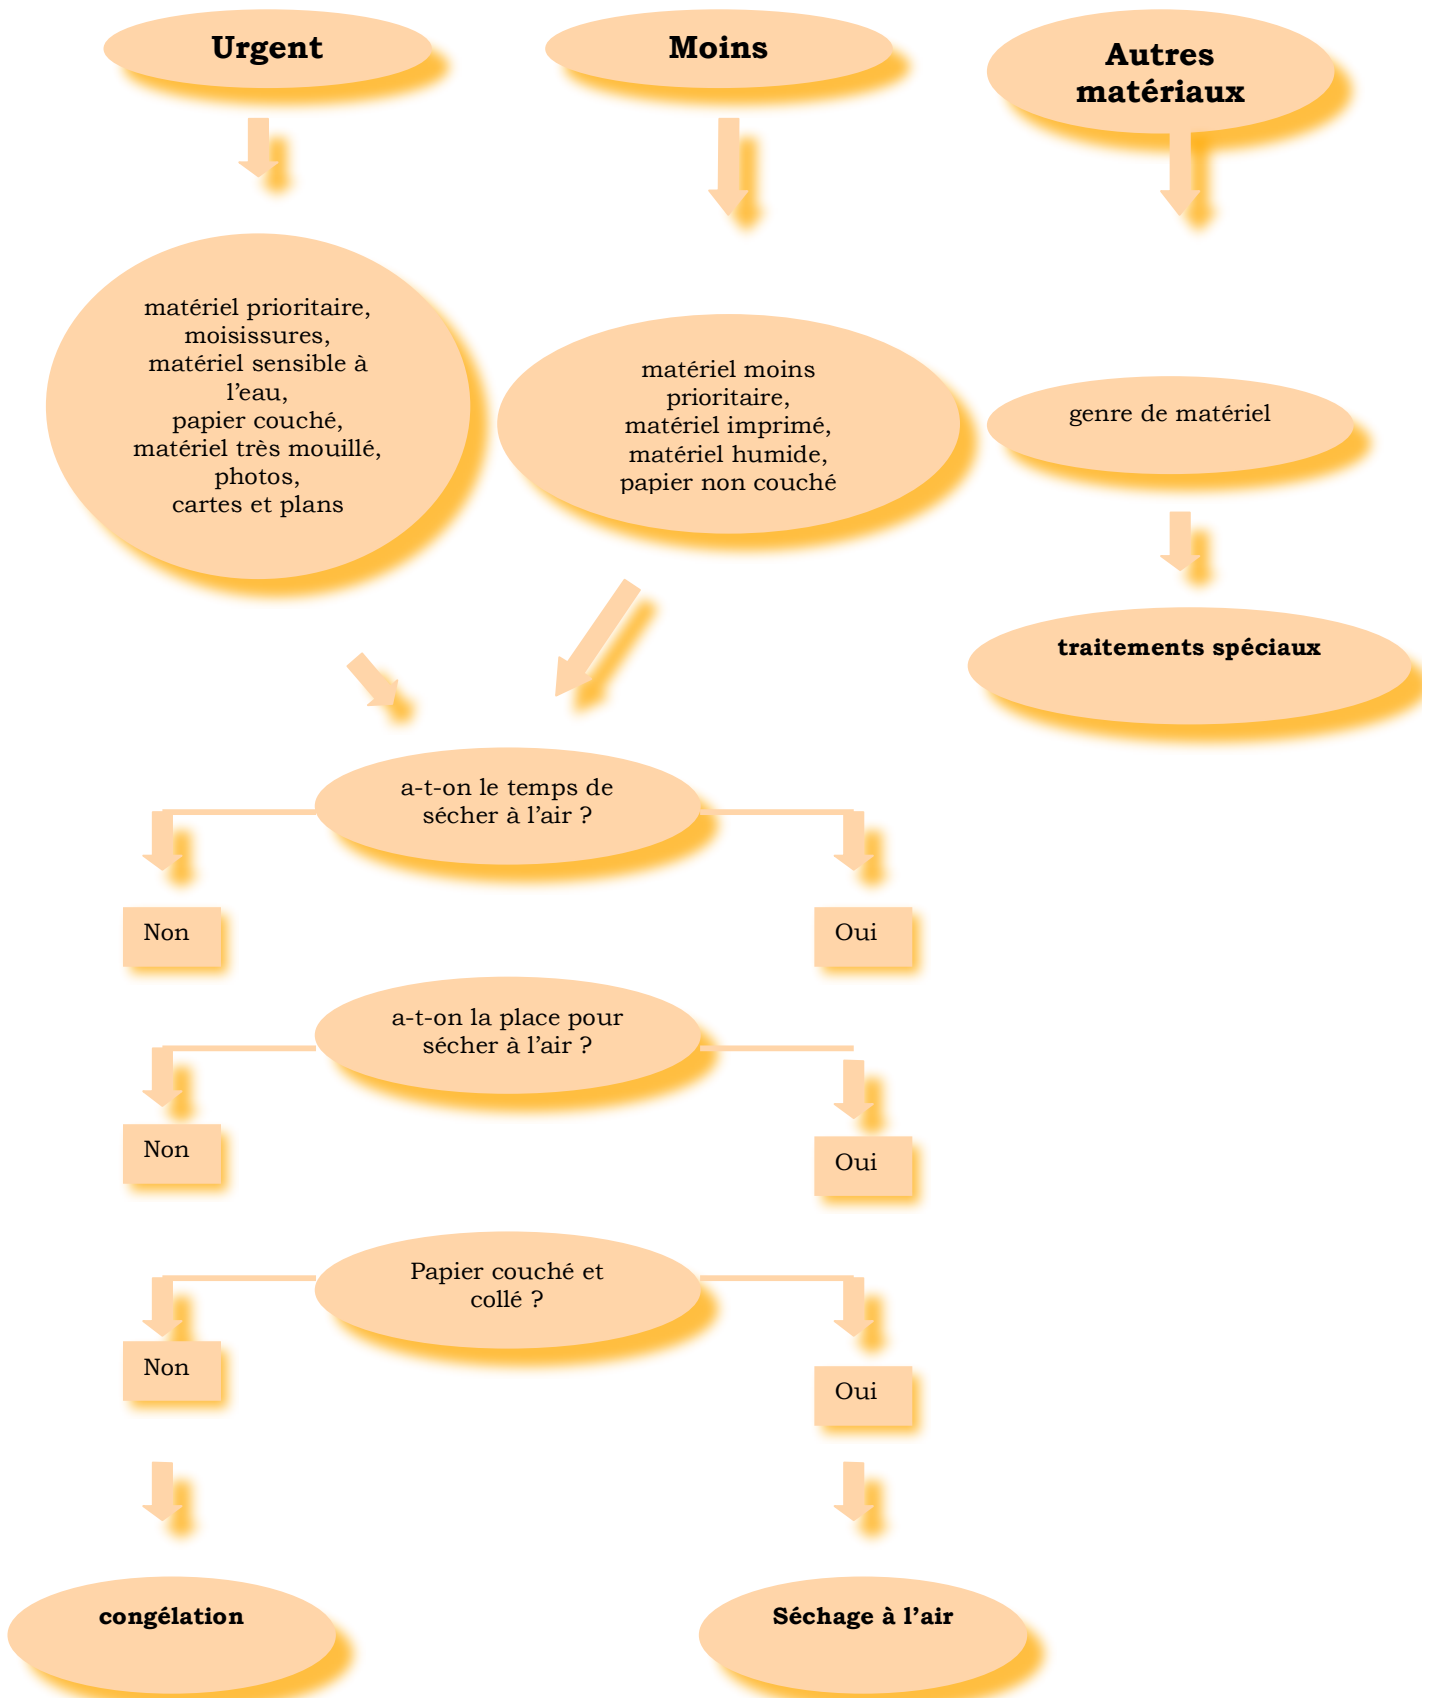 Urgent
Moins
Autres
matériaux
matériel prioritaire,
moisissures,
matériel sensible à
l’eau,
papier couché,
matériel très mouillé,
photos,
cartes et plans
matériel moins
prioritaire,
matériel imprimé,
matériel humide,
papier non couché
genre de matériel
traitements spéciaux
a-t-on le temps de
sécher à l’air ?
Non
Oui
a-t-on la place pour
sécher à l’air ?
Non
Oui
Papier couché et
collé ?
Non
Oui
congélation
Séchage à l’air